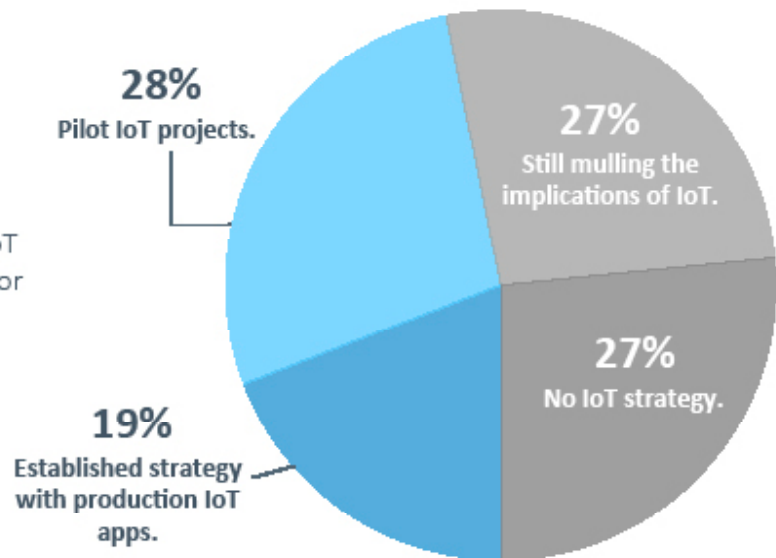 28%
Pilot IoT projects.
27%
Still mulling the
implications of IoT.
or
27%
No IoT strategy.
19%
Established strategy
with production IoT
apps.